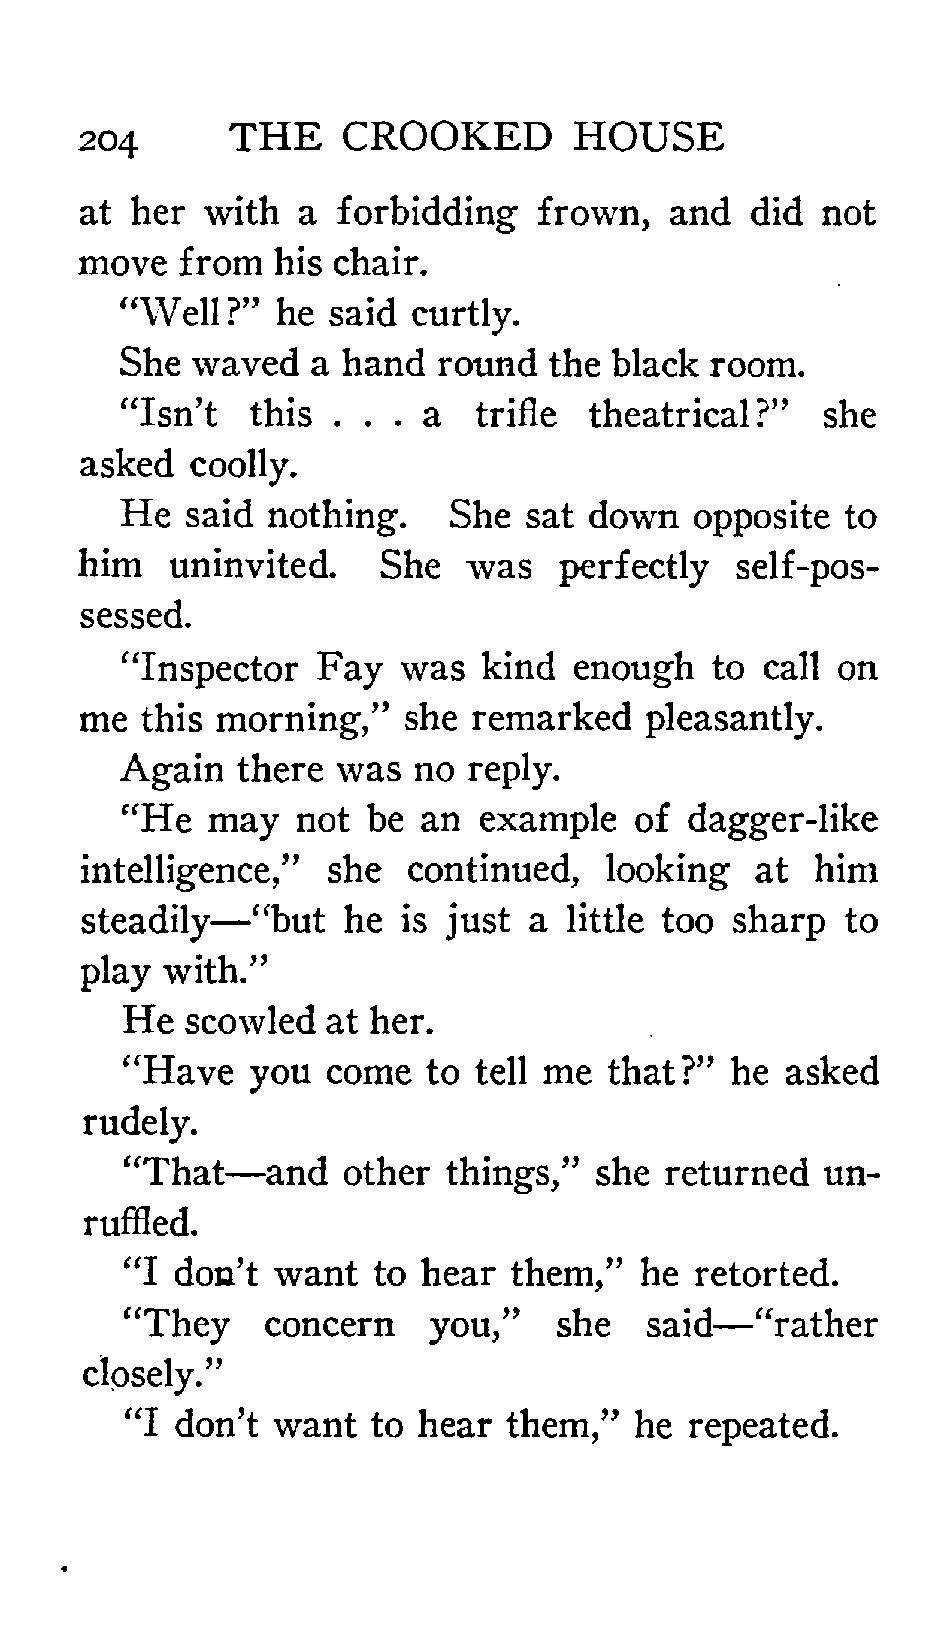 204 THE CROOKED HOUSE
at her with a forbidding frown, and did not
move from his chair.
"Well?" he said curtly.
She waved a hand round the black room.
"Isn't this . . . a trifle theatrical?" she
asked coolly.
He said nothing. She sat down opposite to
him uninvited. She was perfectly self-pos-
sessed.
"Inspector Fay was kind enough to call on
me this morning," she remarked pleasantly.
Again there was no reply.
"He may not be an example of dagger-like
intelligence," she continued, looking at him
steadily—"but he is just a little too sharp to
play with."
He scowled at her.
"Have you come to tell me that?" he asked
rudely.
"That—and other things," she returned un-
ruffled.
"I don't want to hear them," he retorted.
"They concern you," she said—"rather
closely."
"I don't want to hear them," he repeated.